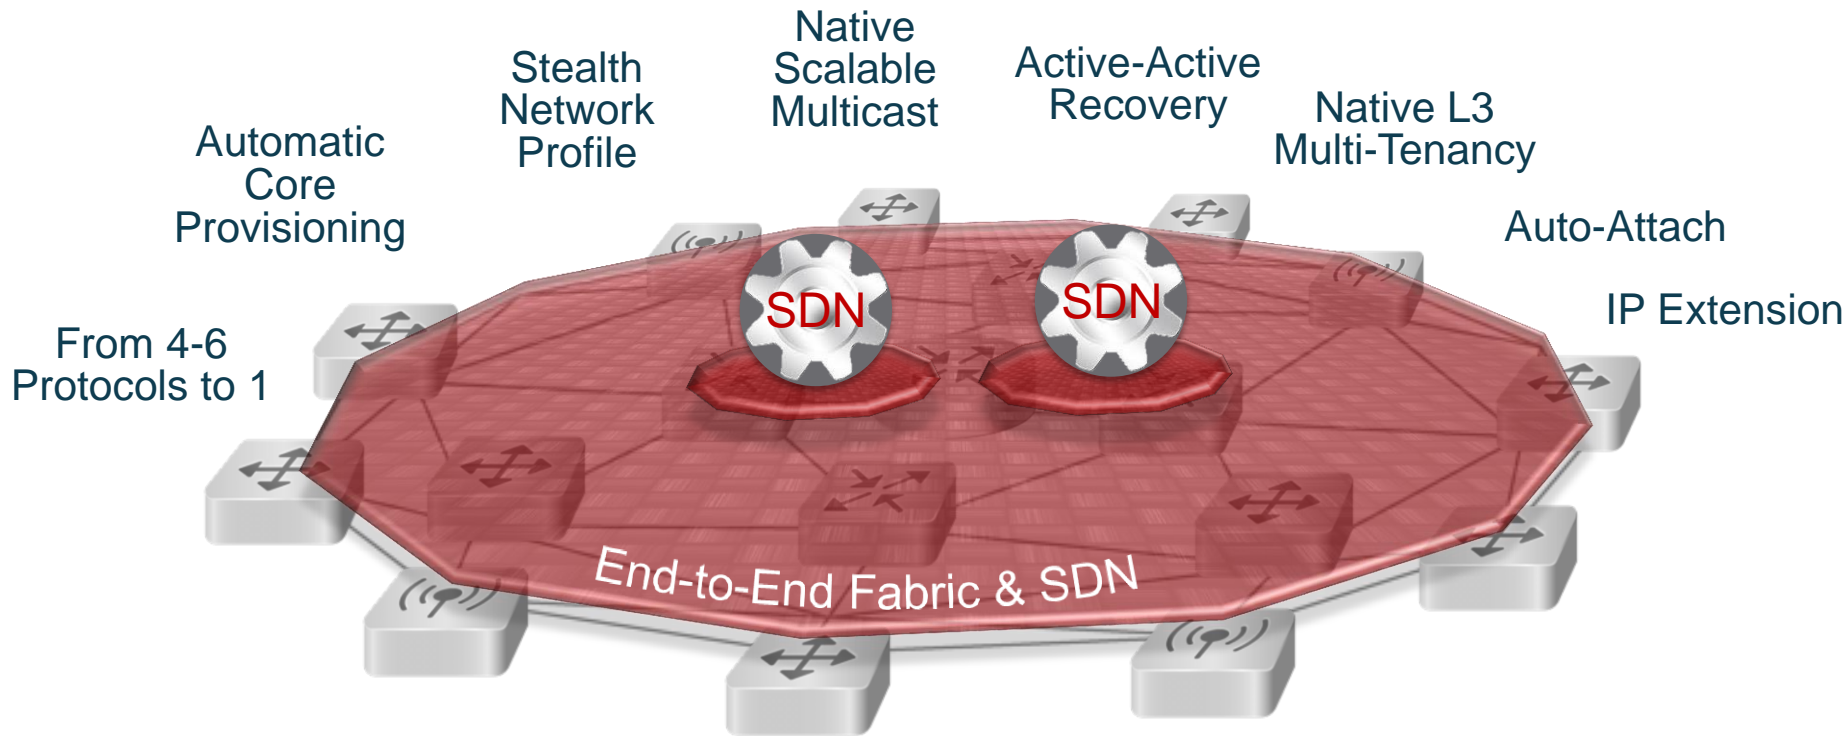 From 4-6
Protocols to 1
Automatic
Core
Provisioning
Stealth
Network
Profile
Native
Scalable
Multicast
Active-Active
Recovery
Native L3
Multi-Tenancy
Auto-Attach
IP Extension
SDN
SDN
End-to-End Fabric & SDN